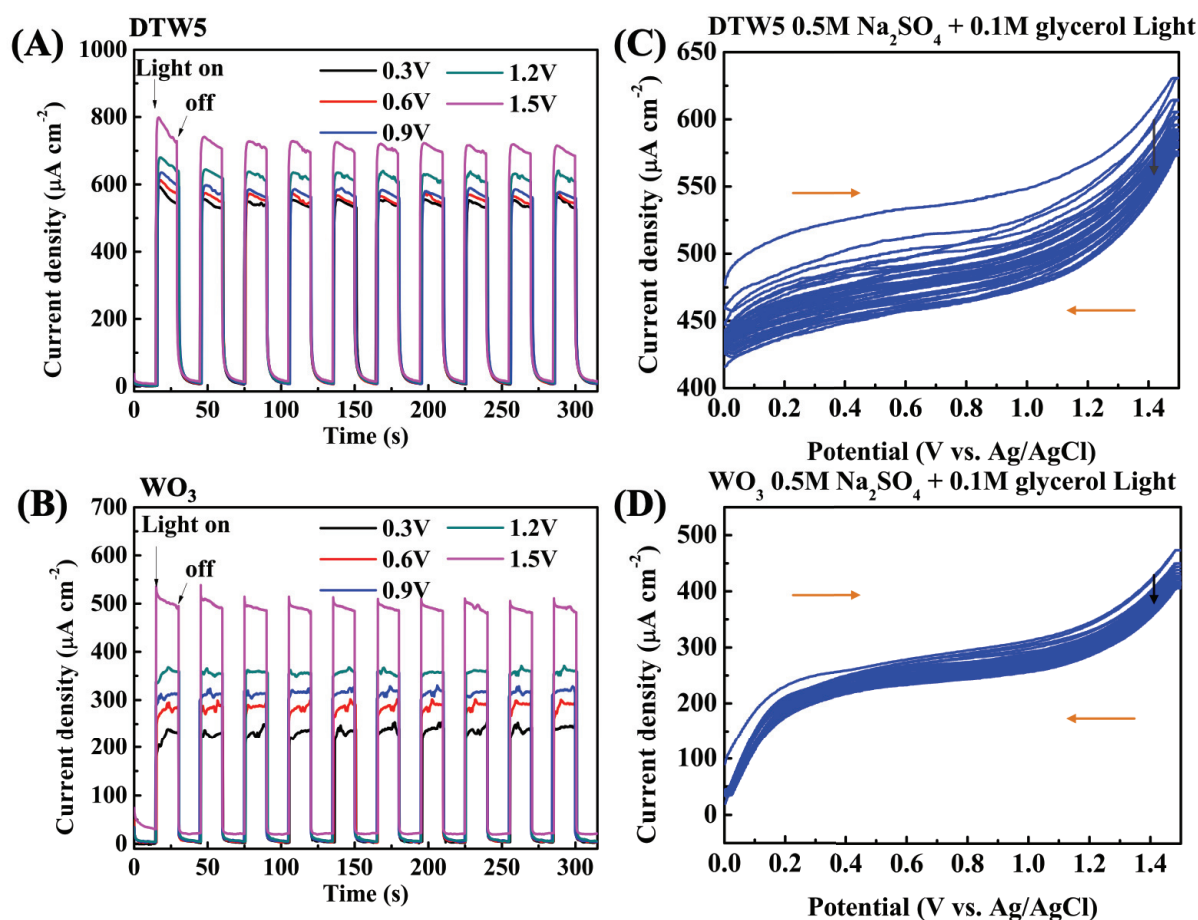 (A)
DTW5
Light on
off
0.3V
0.6V
0.9V
1.2V
1.5V
1000
800
600
400
200
0
Current density (µA cm⁻²)
0
50
100
150
200
250
300
Time (s)
(C)
DTW5 0.5M Na₂SO₄ + 0.1M glycerol Light
650
600
550
500
450
400
Current density (µA cm⁻²)
0.0
0.2
0.4
0.6
0.8
1.0
1.2
1.4
Potential (V vs. Ag/AgCl)
(B)
WO₃
Light on
off
0.3V
0.6V
0.9V
1.2V
1.5V
700
600
500
400
300
200
100
0
Current density (µA cm⁻²)
0
50
100
150
200
250
300
Time (s)
(D)
WO₃ 0.5M Na₂SO₄ + 0.1M glycerol Light
500
400
300
200
100
0
Current density (µA cm⁻²)
0.0
0.2
0.4
0.6
0.8
1.0
1.2
1.4
Potential (V vs. Ag/AgCl)